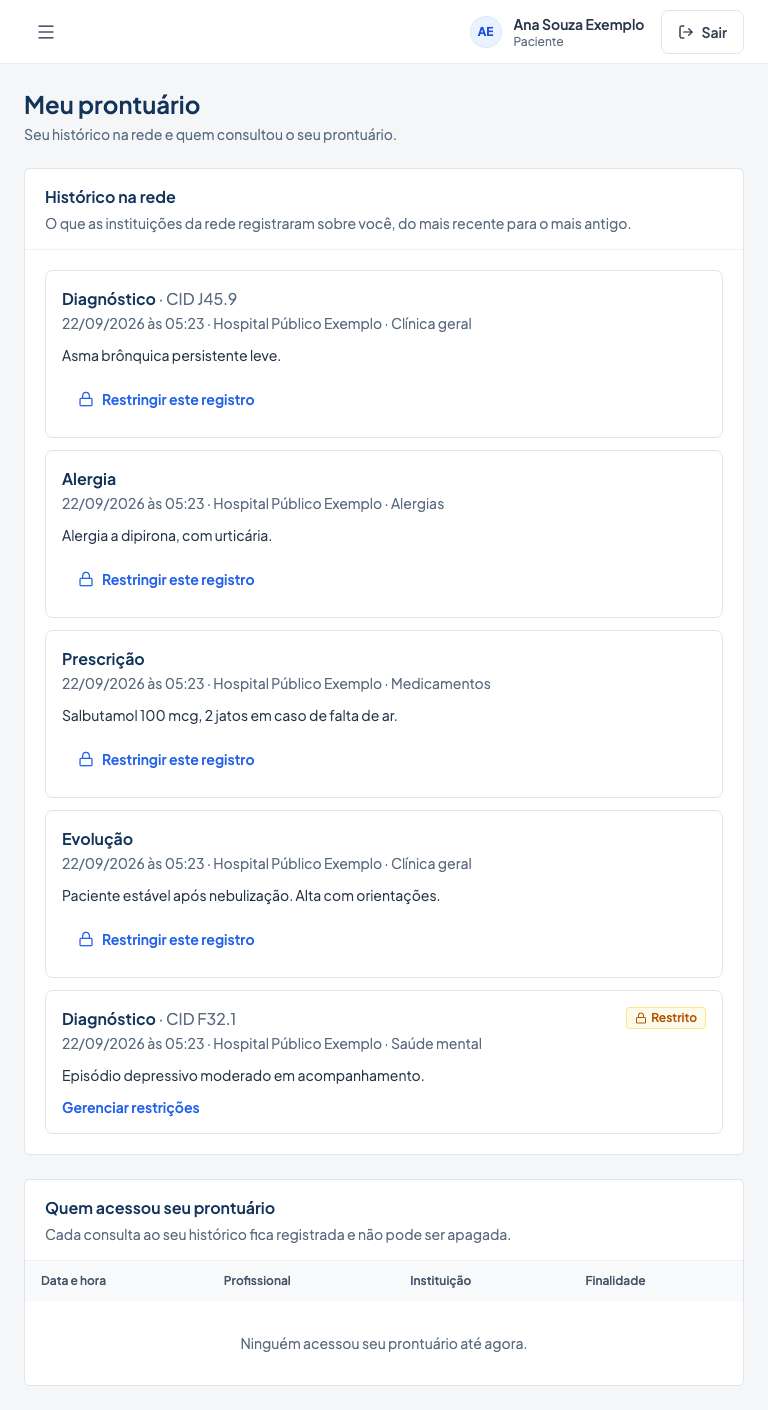 AE
Ana Souza Exemplo
Paciente
Sair
Meu prontuário
Seu histórico na rede e quem consultou o seu prontuário.
Histórico na rede
O que as instituições da rede registraram sobre você, do mais recente para o mais antigo.
Diagnóstico · CID J45.9
22/09/2026 às 05:23 · Hospital Público Exemplo · Clínica geral
Asma brônquica persistente leve.
Restringir este registro
Alergia
22/09/2026 às 05:23 · Hospital Público Exemplo · Alergias
Alergia a dipirona, com urticária.
Restringir este registro
Prescrição
22/09/2026 às 05:23 · Hospital Público Exemplo · Medicamentos
Salbutamol 100 mcg, 2 jatos em caso de falta de ar.
Restringir este registro
Evolução
22/09/2026 às 05:23 · Hospital Público Exemplo · Clínica geral
Paciente estável após nebulização. Alta com orientações.
Restringir este registro
Diagnóstico · CID F32.1
Restrito
22/09/2026 às 05:23 · Hospital Público Exemplo · Saúde mental
Episódio depressivo moderado em acompanhamento.
Gerenciar restrições
Quem acessou seu prontuário
Cada consulta ao seu histórico fica registrada e não pode ser apagada.
Data e hora Profissional Instituição Finalidade
Ninguém acessou seu prontuário até agora.